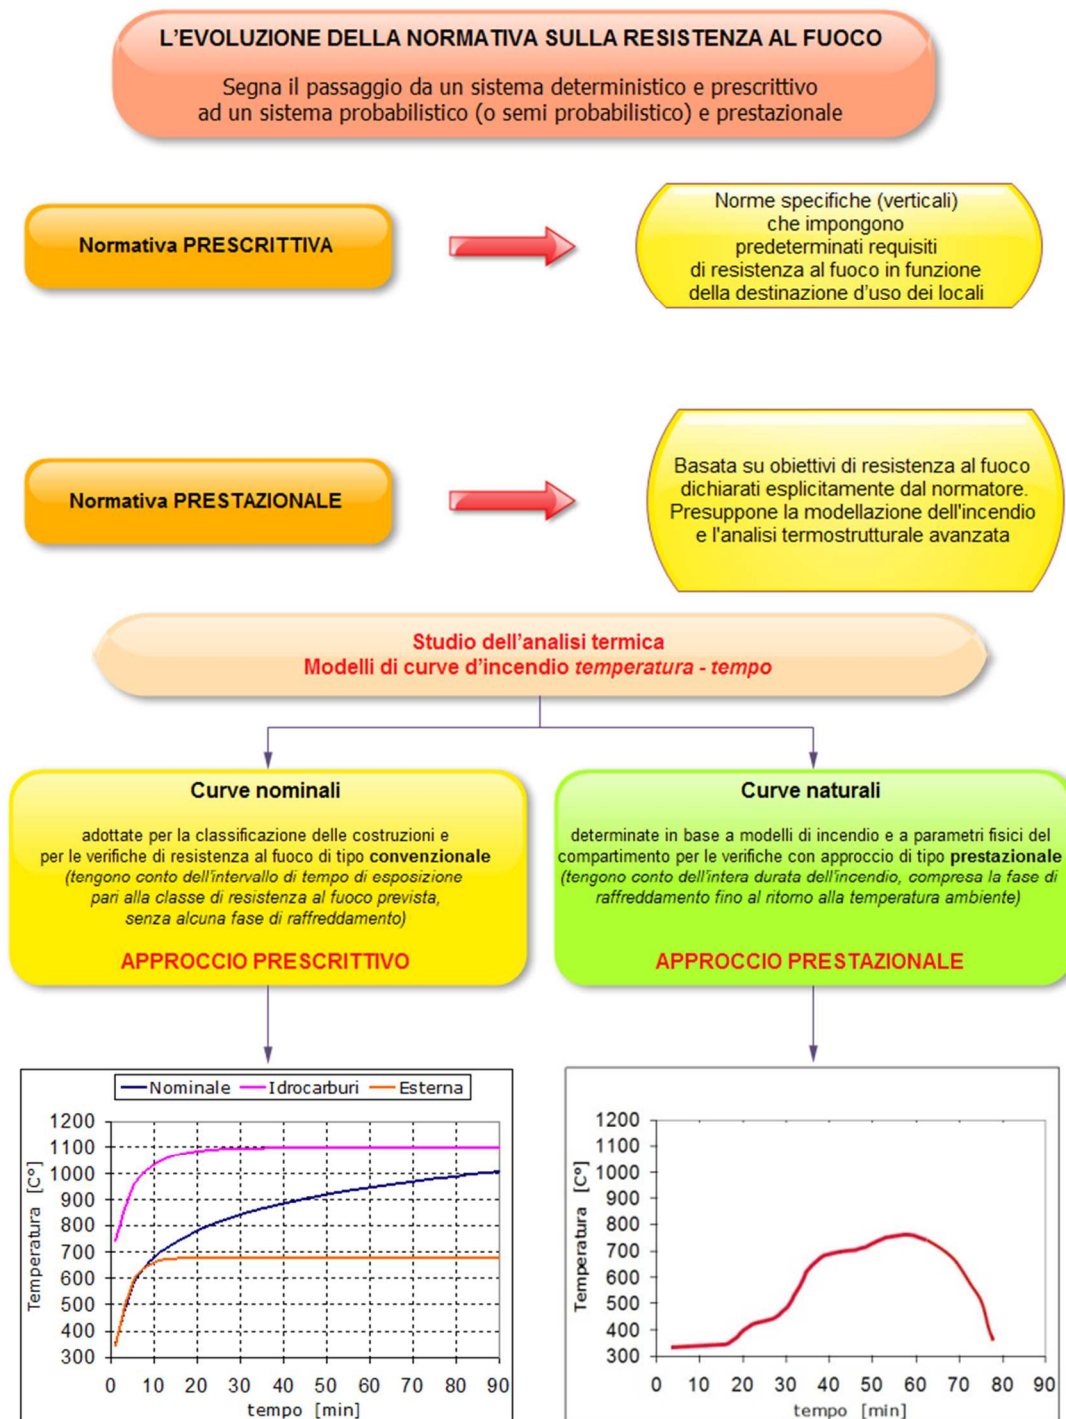 L'EVOLUZIONE DELLA NORMATIVA SULLA RESISTENZA AL FUOCO
Segna il passaggio da un sistema deterministico e prescrittivo
ad un sistema probabilistico (o semi probabilistico) e prestazionale
Normativa PRESCRITTIVA
Norme specifiche (verticali)
che impongono
predeterminati requisiti
di resistenza al fuoco in funzione
della destinazione d'uso dei locali
Normativa PRESTAZIONALE
Basata su obiettivi di resistenza al fuoco
dichiarati esplicitamente dal normatore.
Presuppone la modellazione dell'incendio
e l'analisi termostrutturale avanzata
Studio dell'analisi termica
Modelli di curve d'incendio temperatura - tempo
Curve nominali
adottate per la classificazione delle costruzioni e
per le verifiche di resistenza al fuoco di tipo convenzionale
(tengono conto dell'intervallo di tempo di esposizione
pari alla classe di resistenza al fuoco prevista,
senza alcuna fase di raffreddamento)
APPROCCIO PRESCRITTIVO
Curve naturali
determinate in base a modelli di incendio e a parametri fisici del
compartimento per le verifiche con approccio di tipo prestazionale
(tengono conto dell'intera durata dell'incendio, compresa la fase di
raffreddamento fino al ritorno alla temperatura ambiente)
APPROCCIO PRESTAZIONALE
Nominale Idrocarburi Esterna
Temperatura [C°]
1200
1100
1000
900
800
700
600
500
400
300
0 10 20 30 40 50 60 70 80 90
tempo [min]
Temperatura [C°]
1200
1100
1000
900
800
700
600
500
400
300
0 10 20 30 40 50 60 70 80 90
tempo [min]